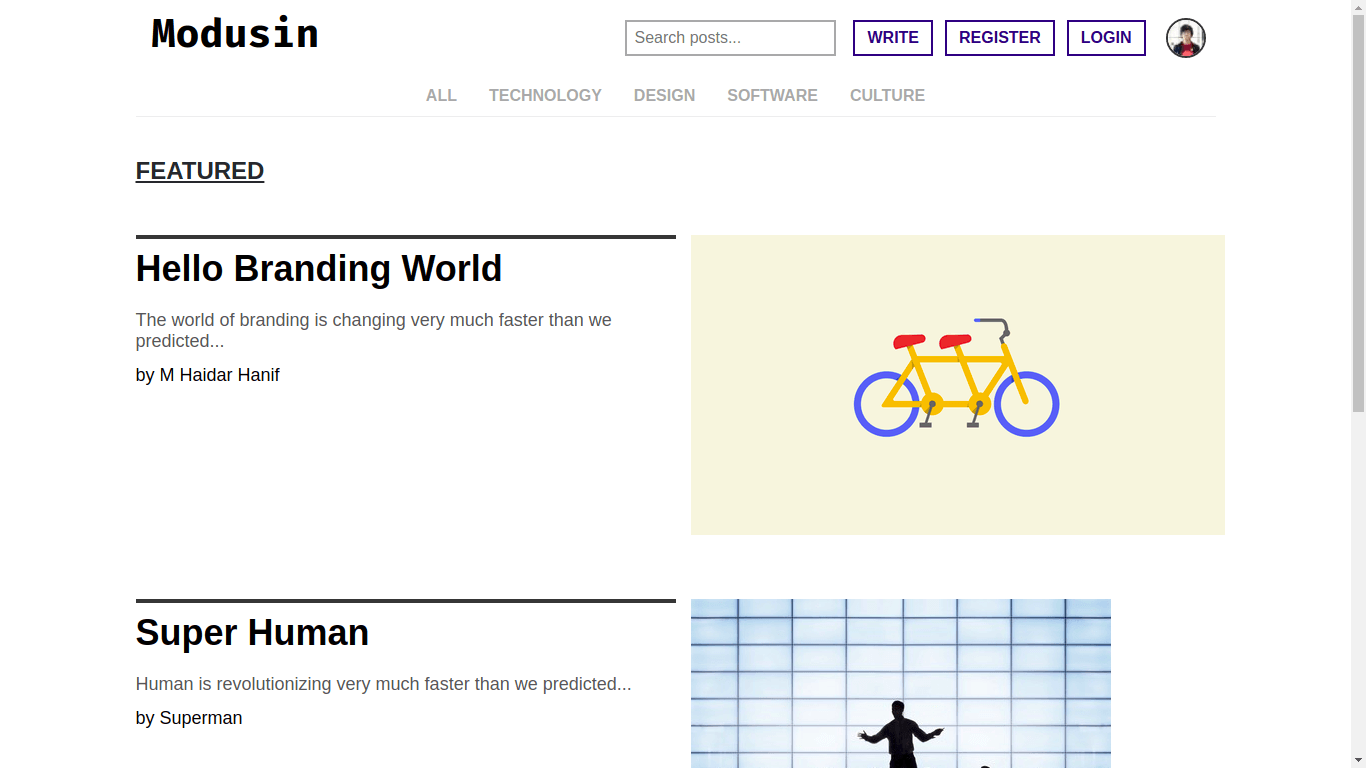 Modusin
Search posts...
WRITE
REGISTER
LOGIN
ALL
TECHNOLOGY
DESIGN
SOFTWARE
CULTURE
FEATURED
Hello Branding World
The world of branding is changing very much faster than we
predicted...
by M Haidar Hanif
Super Human
Human is revolutionizing very much faster than we predicted...
by Superman